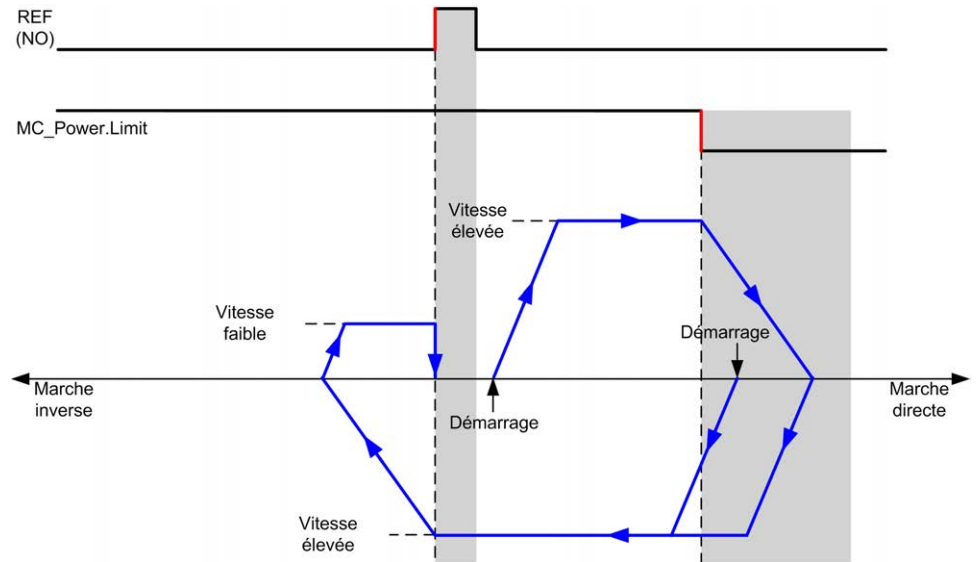 REF
(NO)
MC_Power.Limit
Vitesse
élevée
Vitesse
faible
Démarrage
Marche
inverse
Marche
directe
Démarrage
Vitesse
élevée